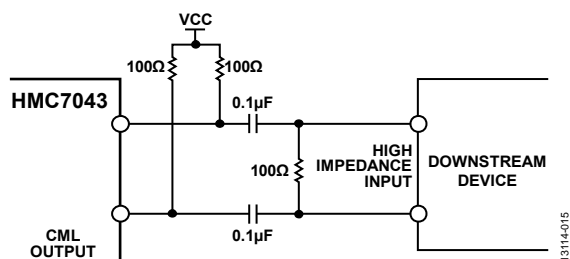 VCC
100Ω
100Ω
HMC7043
0.1µF
100Ω
HIGH
IMPEDANCE
INPUT
DOWNSTREAM
DEVICE
0.1µF
CML
OUTPUT
13114-015